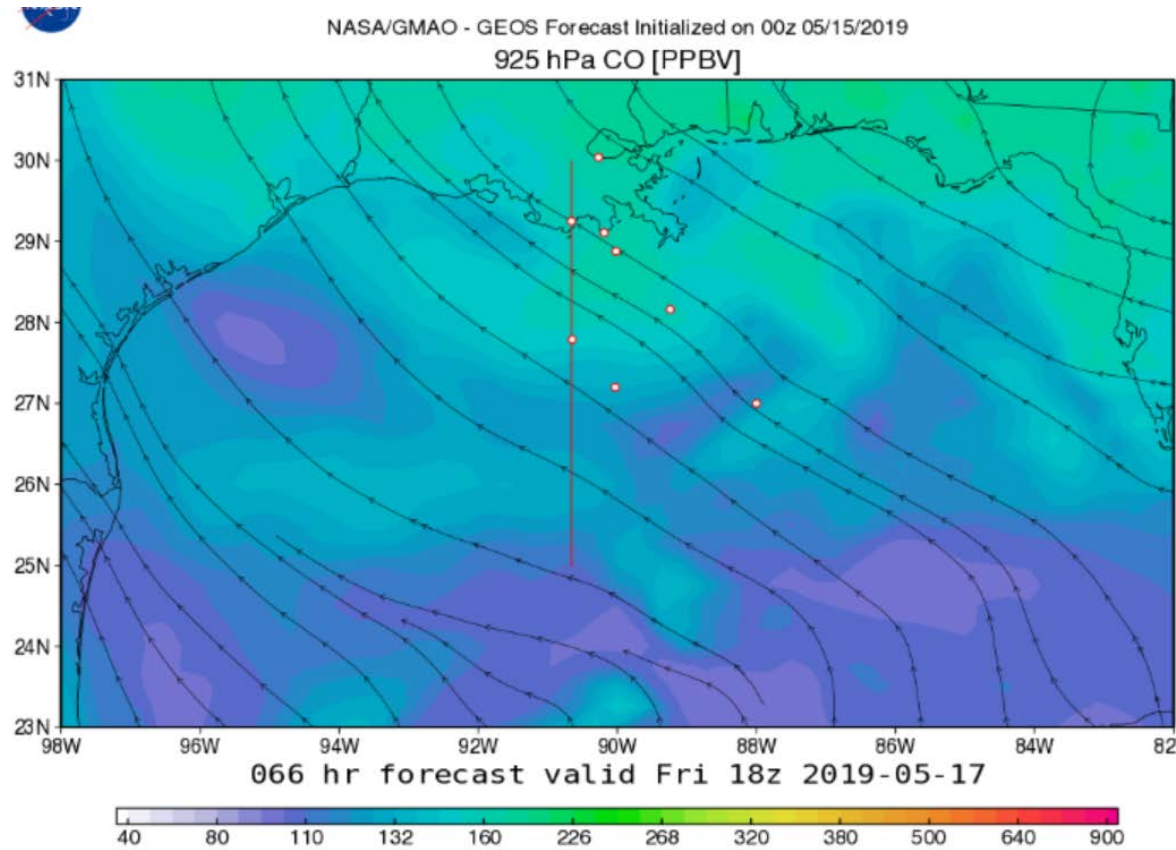 NASA/GMAO - GEOS Forecast Initialized on 00z 05/15/2019
925 hPa CO [PPBV]
31N
30N
29N
28N
27N
26N
25N
24N
23N
98W 96W 94W 92W 90W 88W 86W 84W 82
066 hr forecast valid Fri 18z 2019-05-17
40 80 110 132 160 226 268 320 380 500 640 900